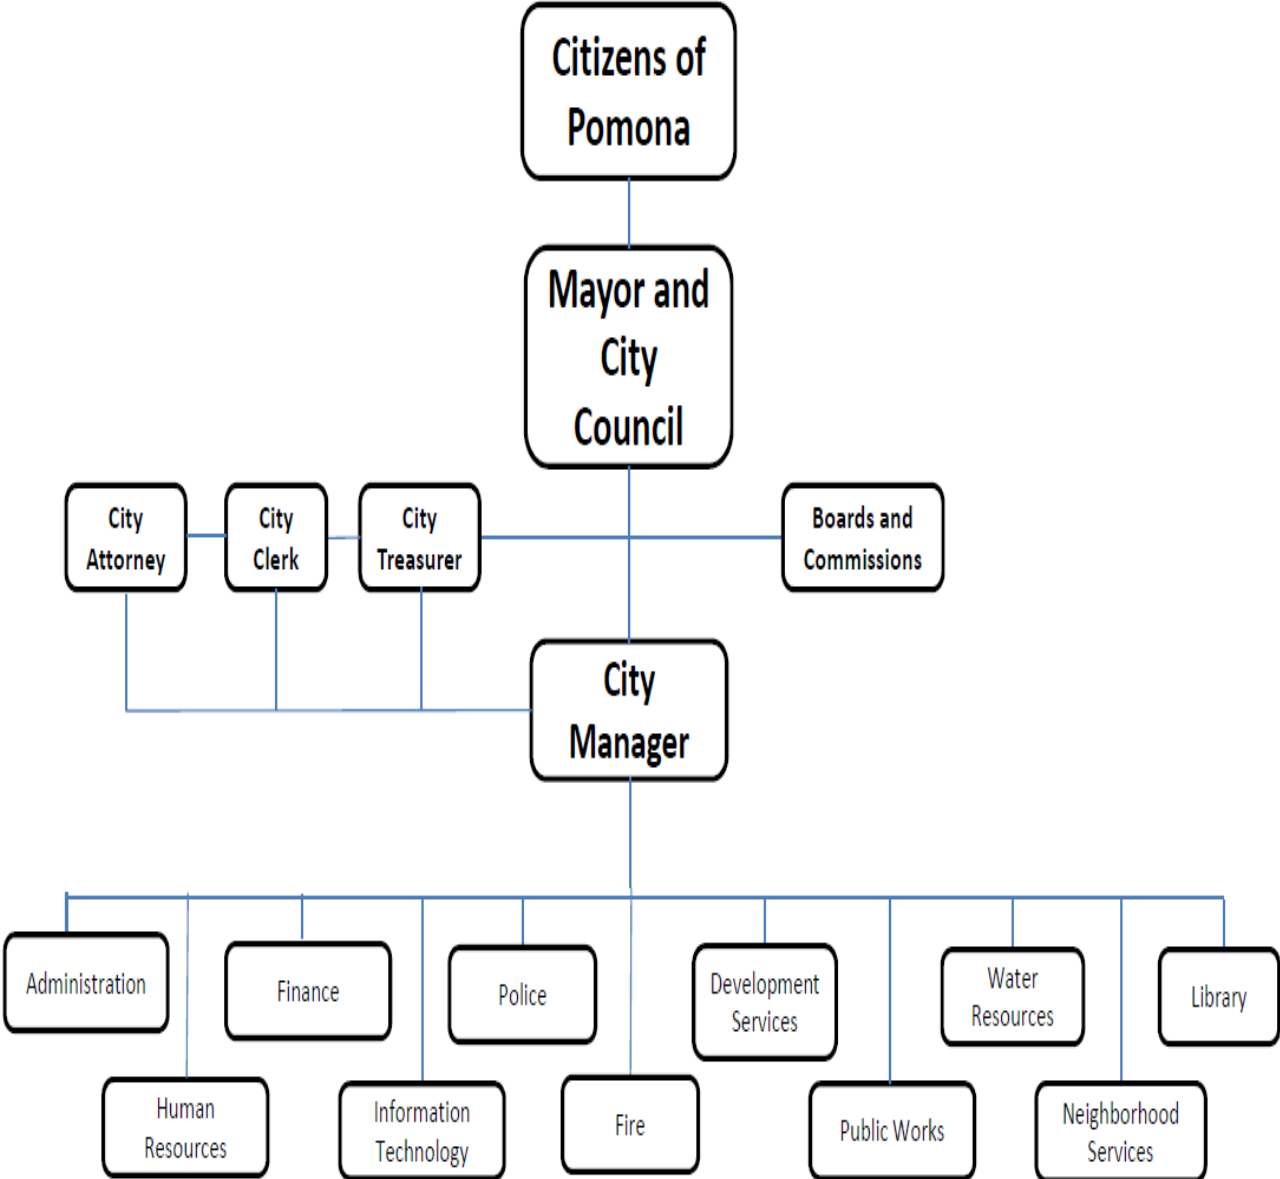 Citizens of
Pomona
Mayor and
City
Council
City
Attorney
City
Clerk
City
Treasurer
Boards and
Commissions
City
Manager
Administration
Finance
Police
Development
Services
Water
Resources
Library
Human
Resources
Information
Technology
Fire
Public Works
Neighborhood
Services